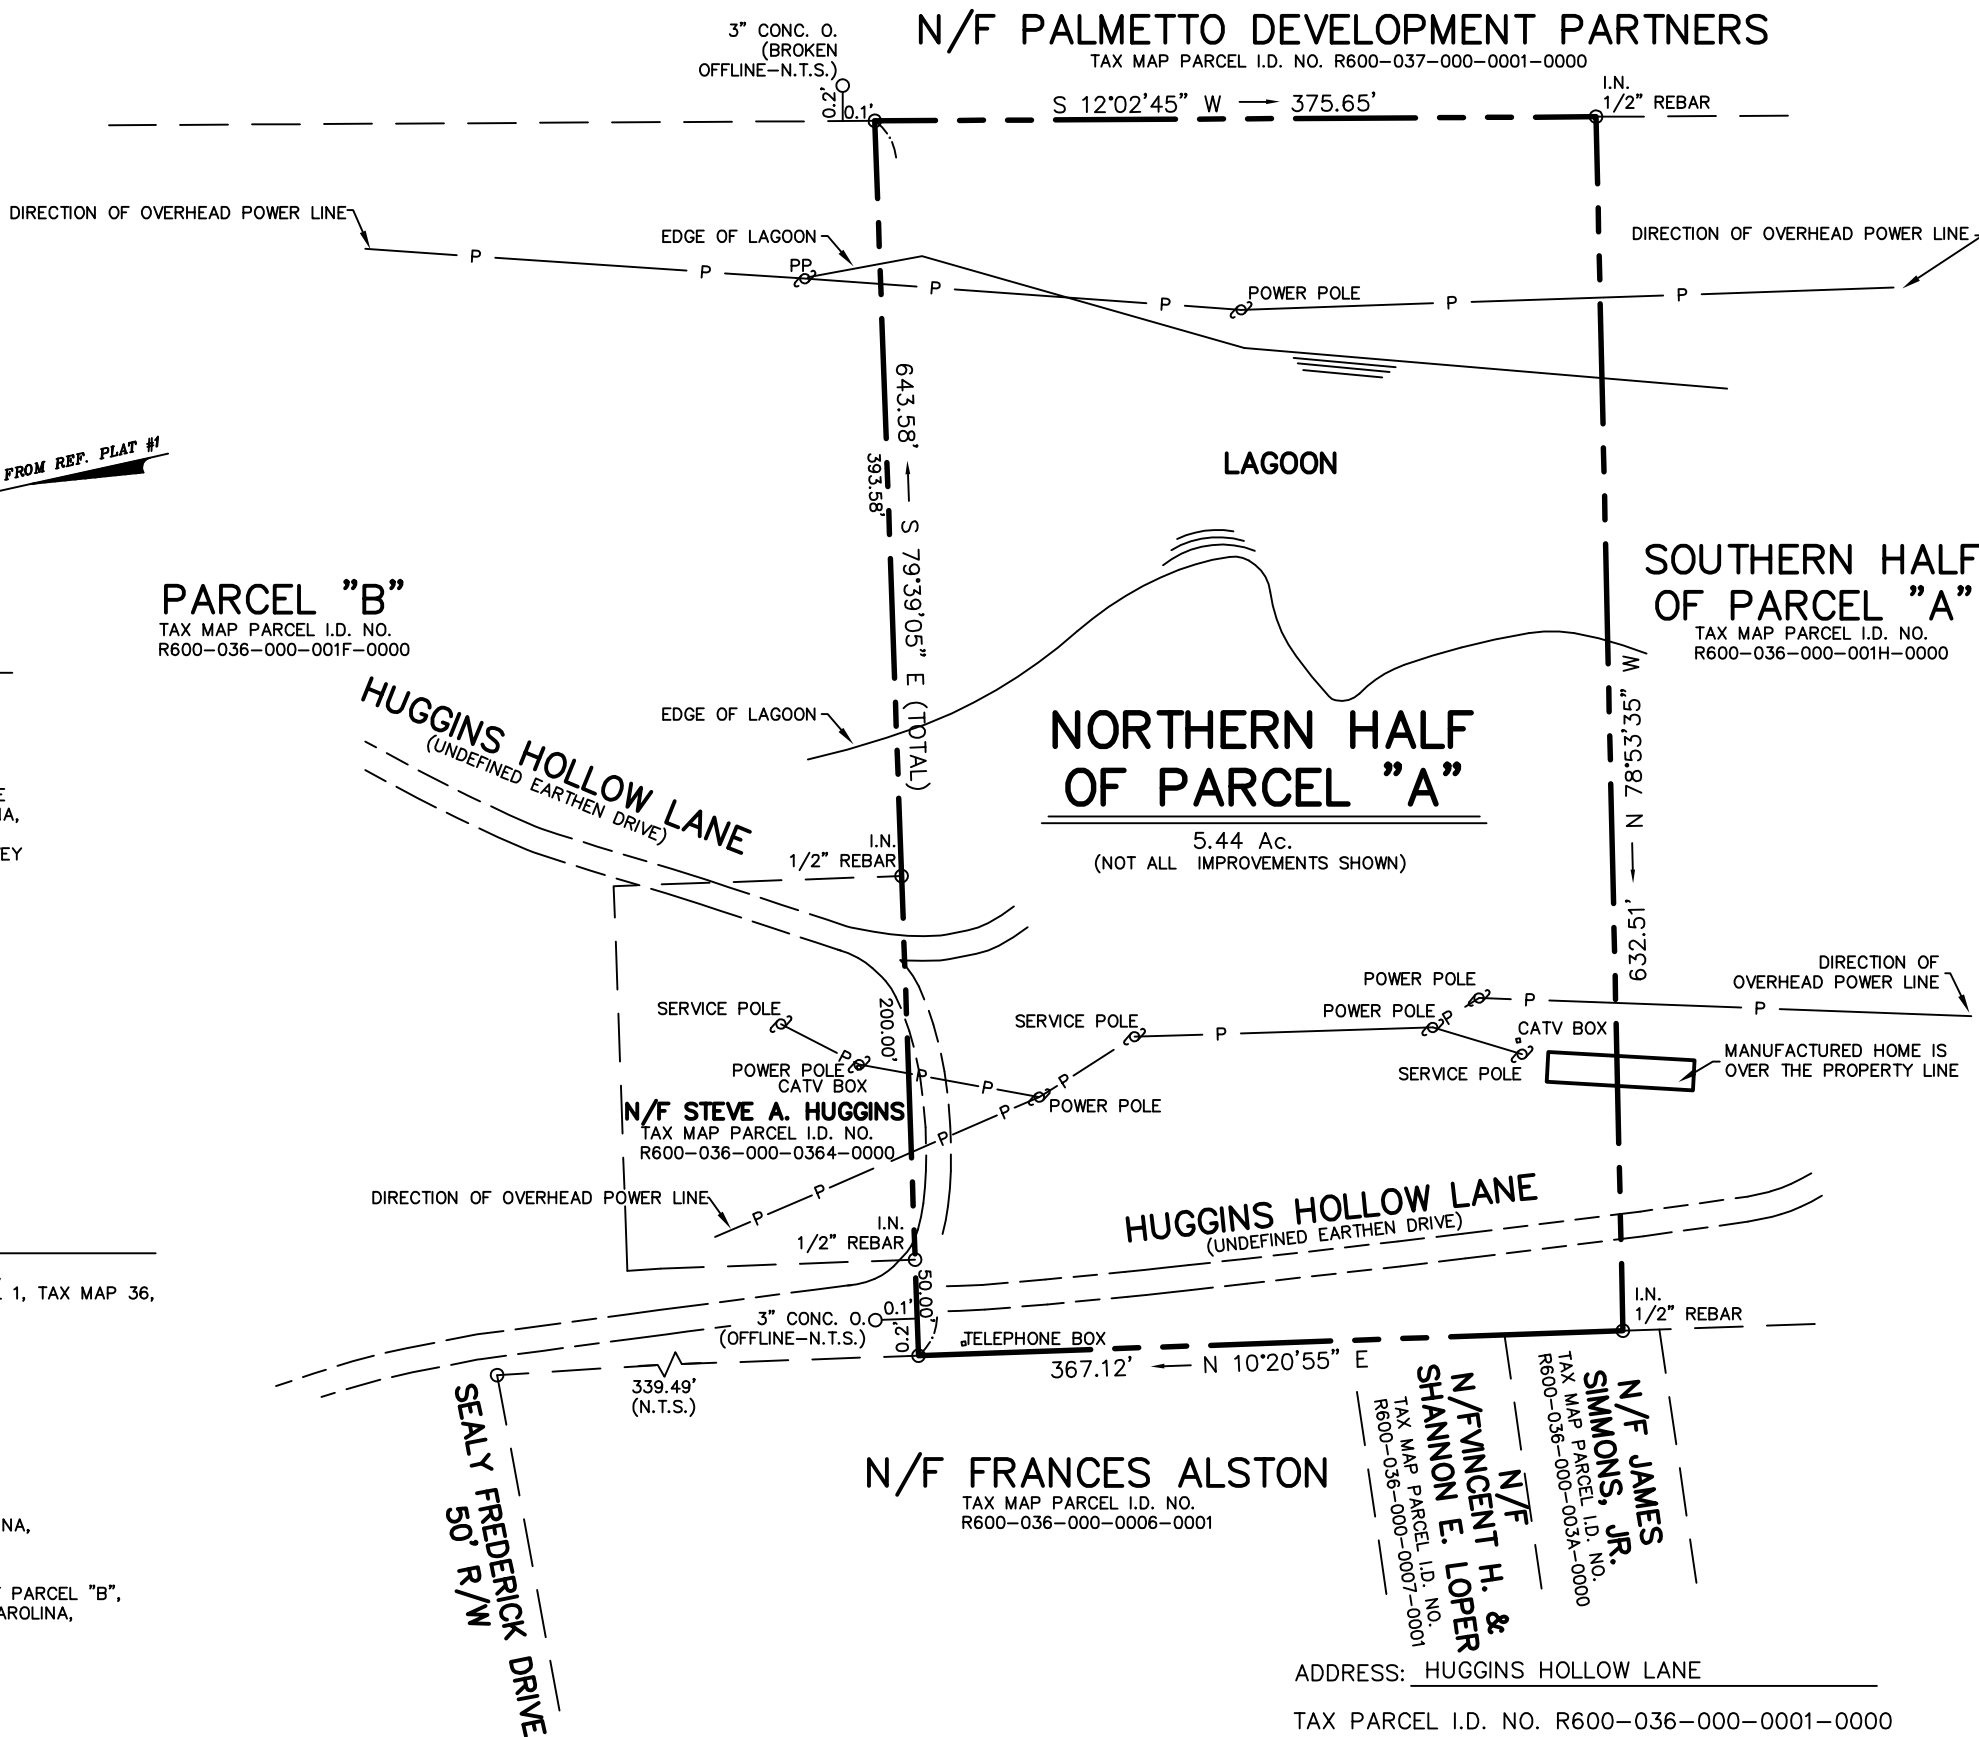 3" CONC. O.
(BROKEN
OFFLINE-N.T.S.)
0.2'
0.1'
N/F PALMETTO DEVELOPMENT PARTNERS
TAX MAP PARCEL I.D. NO. R600-037-000-0001-0000
S 12°02'45" W
375.65'
I.N.
1/2" REBAR
DIRECTION OF OVERHEAD POWER LINE
EDGE OF LAGOON
DIRECTION OF OVERHEAD POWER LINE
P
P
PP
P
P
POWER POLE
P
P
643.58'
S 79°39'05" E (TOTAL)
393.58'
LAGOON
FROM REF. PLAT #1
PARCEL "B"
TAX MAP PARCEL I.D. NO.
R600-036-000-001F-0000
SOUTHERN HALF
OF PARCEL "A"
TAX MAP PARCEL I.D. NO.
R600-036-000-001H-0000
HUGGINS HOLLOW LANE
(UNDEFINED EARTHEN DRIVE)
EDGE OF LAGOON
NORTHERN HALF
OF PARCEL "A"
5.44 Ac.
(NOT ALL IMPROVEMENTS SHOWN)
N 78°53'35" W
632.51'
E
IA,
EY
I.N.
1/2" REBAR
200.00'
SERVICE POLE
P
POWER POLE
CATV BOX
P
P
POWER POLE
P
P
SERVICE POLE
P
POWER POLE
POWER POLE
P
P
P
DIRECTION OF
OVERHEAD POWER LINE
CATV BOX
SERVICE POLE
MANUFACTURED HOME IS
OVER THE PROPERTY LINE
N/F STEVE A. HUGGINS
TAX MAP PARCEL I.D. NO.
R600-036-000-0364-0000
P
P
P
DIRECTION OF OVERHEAD POWER LINE
I.N.
1/2" REBAR
HUGGINS HOLLOW LANE
(UNDEFINED EARTHEN DRIVE)
1, TAX MAP 36,
50.00'
0.1'
3" CONC. O.
(OFFLINE-N.T.S.)
0.2'
TELEPHONE BOX
I.N.
1/2" REBAR
367.12'
N 10°20'55" E
339.49'
(N.T.S.)
SEALY FREDERICK DRIVE
50' R/W
N/F FRANCES ALSTON
TAX MAP PARCEL I.D. NO.
R600-036-000-0006-0001
N/F
N/FVINCENT H. &
SHANNON E. LOPER
TAX MAP PARCEL I.D. NO.
R600-036-000-0007-0001
N/F JAMES
SIMMONS, JR.
TAX MAP PARCEL I.D. NO.
R600-036-000-003A-0000
NA,
PARCEL "B",
AROLINA,
ADDRESS: HUGGINS HOLLOW LANE
TAX PARCEL I.D. NO. R600-036-000-0001-0000